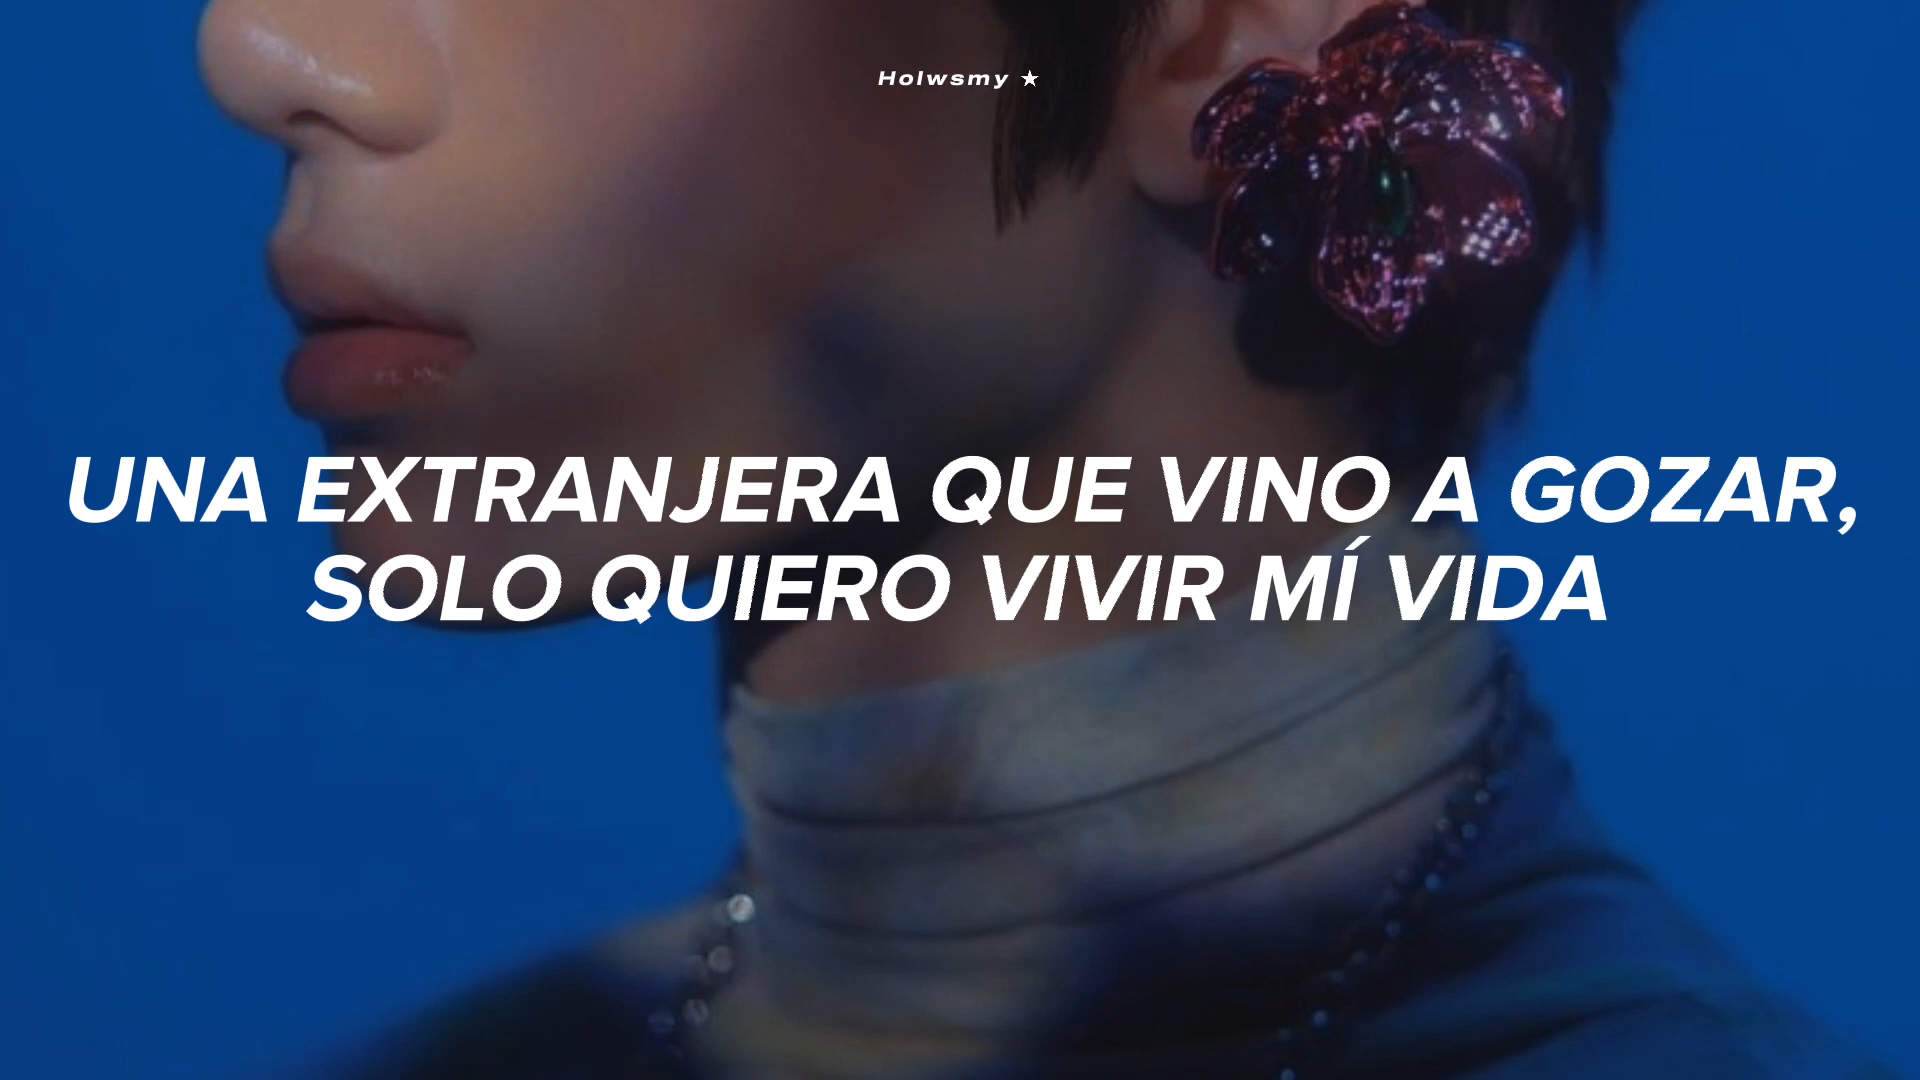 Holwsmy ★
UNA EXTRANJERA QUE VINO A GOZAR,
SOLO QUIERO VIVIR MÍ VIDA